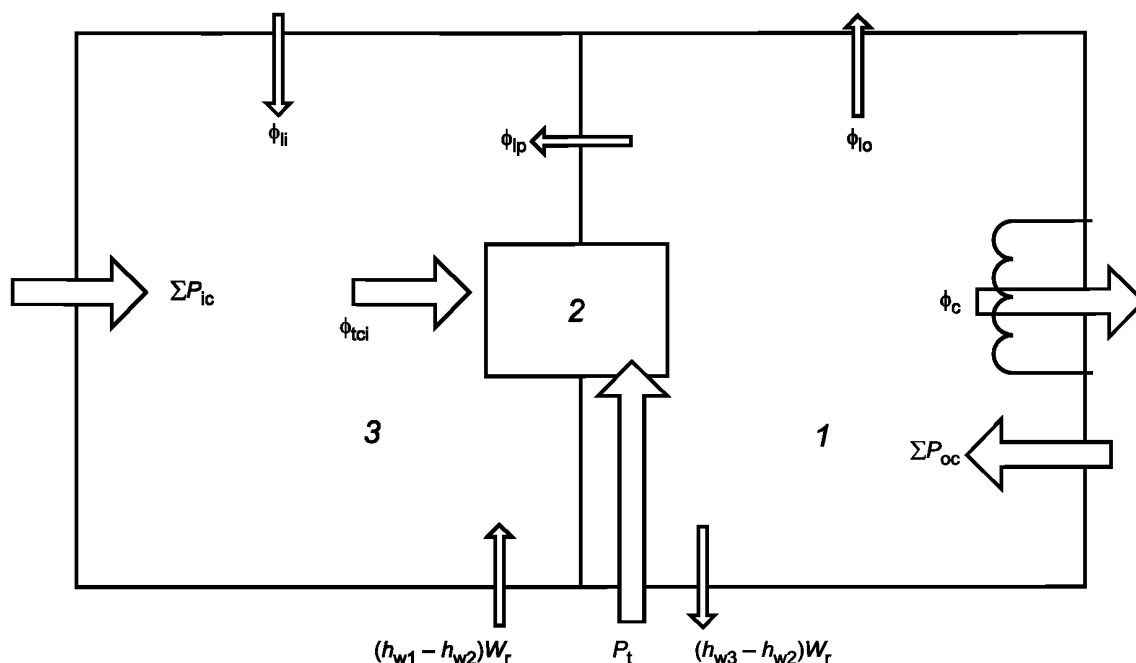 ϕli
ϕlp
ϕlo
ΣPic
ϕtci
2
ϕc
3
1
ΣPoc
(hw1 – hw2)Wr
Pt
(hw3 – hw2)Wr